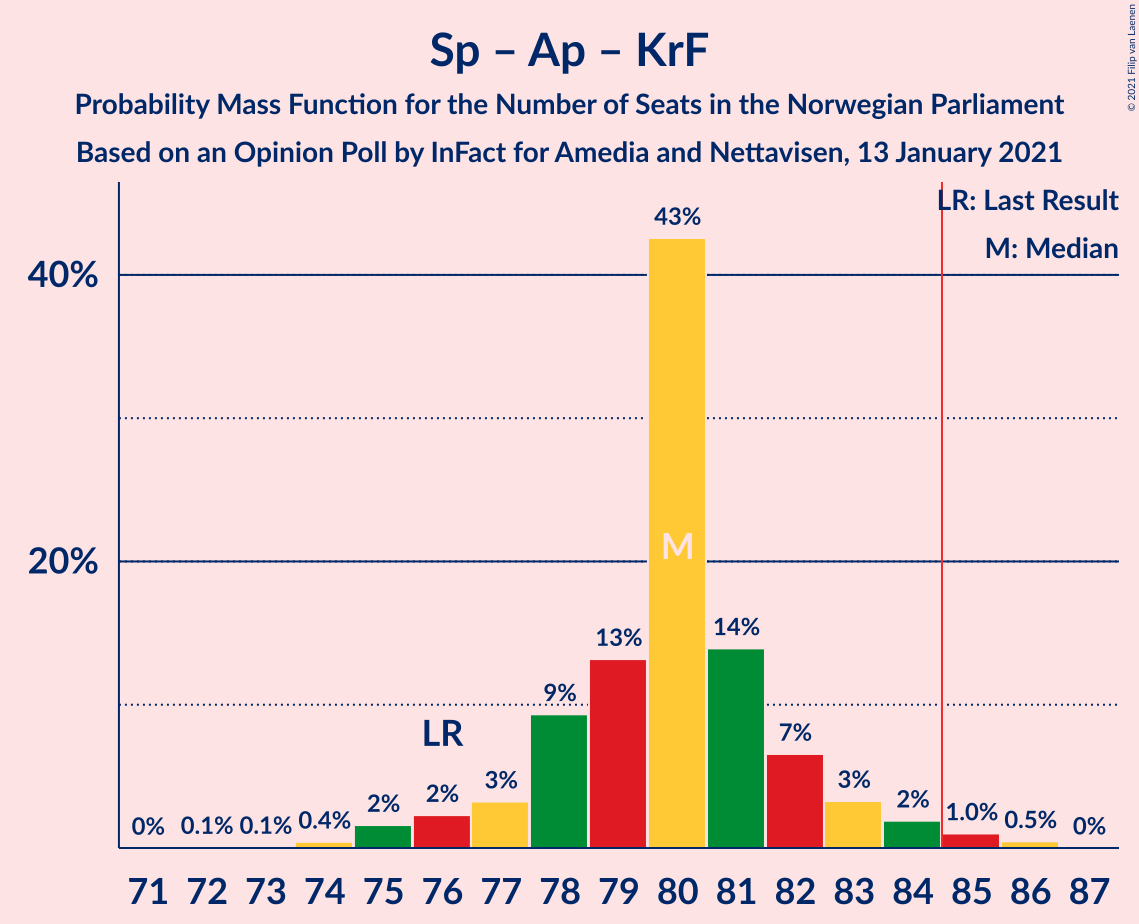 Sp – Ap – KrF
Probability Mass Function for the Number of Seats in the Norwegian Parliament
Based on an Opinion Poll by InFact for Amedia and Nettavisen, 13 January 2021
© 2021 Filip van Laenen
LR: Last Result
M: Median
43%
40%
M
20%
14%
13%
9%
LR
7%
3%
3%
2%
2%
2%
0% 0.1% 0.1% 0.4% 1.0% 0.5% 0%
71 72 73 74 75 76 77 78 79 80 81 82 83 84 85 86 87